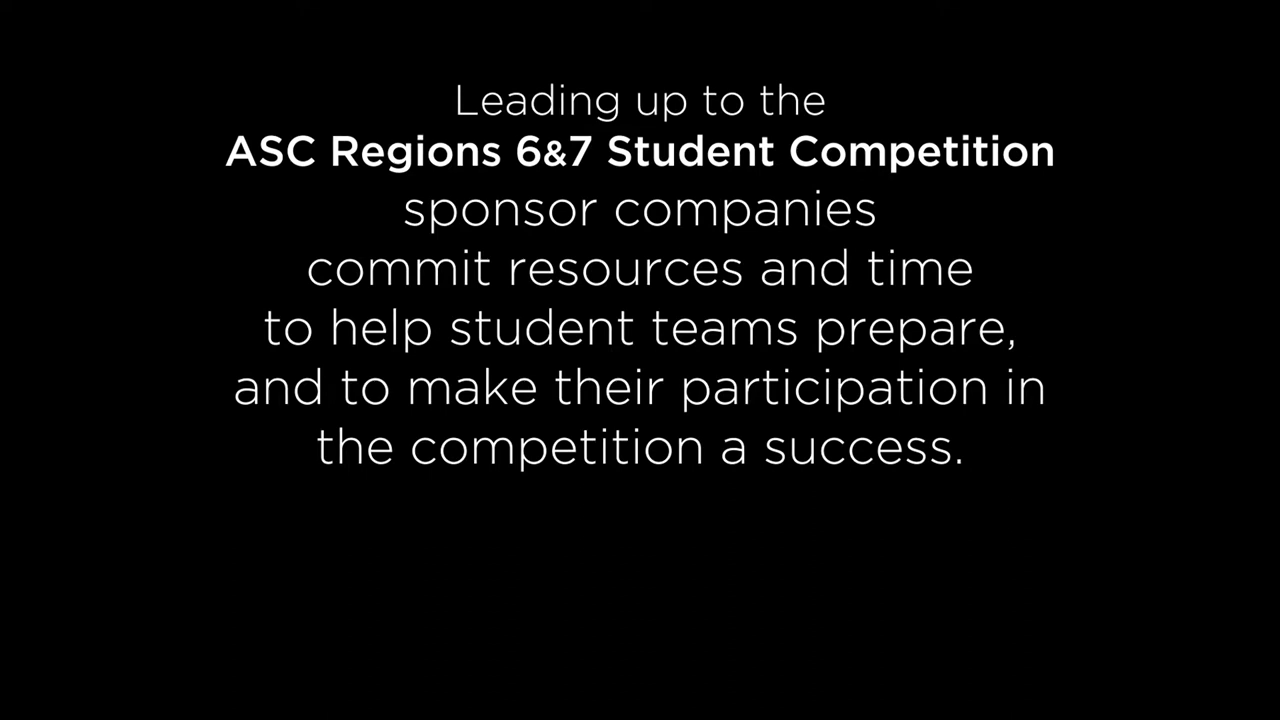 Leading up to the
ASC Regions 6&7 Student Competition
sponsor companies
commit resources and time
to help student teams prepare,
and to make their participation in
the competition a success.